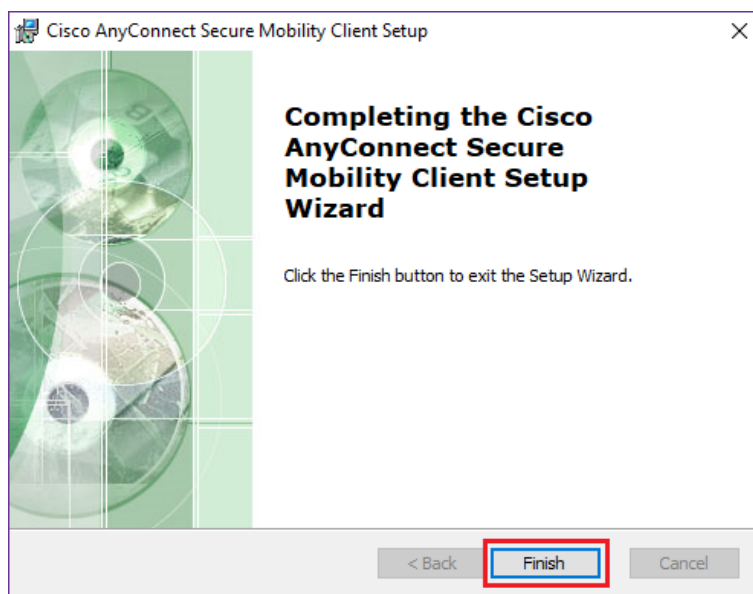 Cisco AnyConnect Secure Mobility Client Setup
Completing the Cisco
AnyConnect Secure
Mobility Client Setup
Wizard
Click the Finish button to exit the Setup Wizard.
< Back Finish Cancel